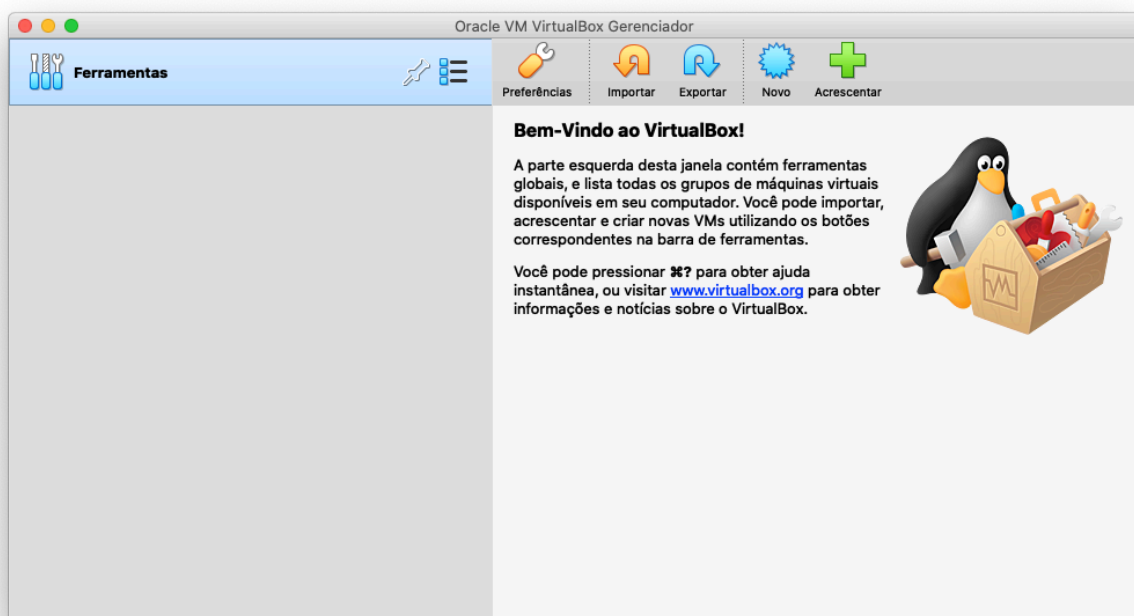 Oracle VM VirtualBox Gerenciador
Ferramentas
Preferências
Importar
Exportar
Novo
Acrescentar
Bem-Vindo ao VirtualBox!
A parte esquerda desta janela contém ferramentas
globais, e lista todas os grupos de máquinas virtuais
disponíveis em seu computador. Você pode importar,
acrescentar e criar novas VMs utilizando os botões
correspondentes na barra de ferramentas.
Você pode pressionar ⌘? para obter ajuda
instantânea, ou visitar www.virtualbox.org para obter
informações e notícias sobre o VirtualBox.